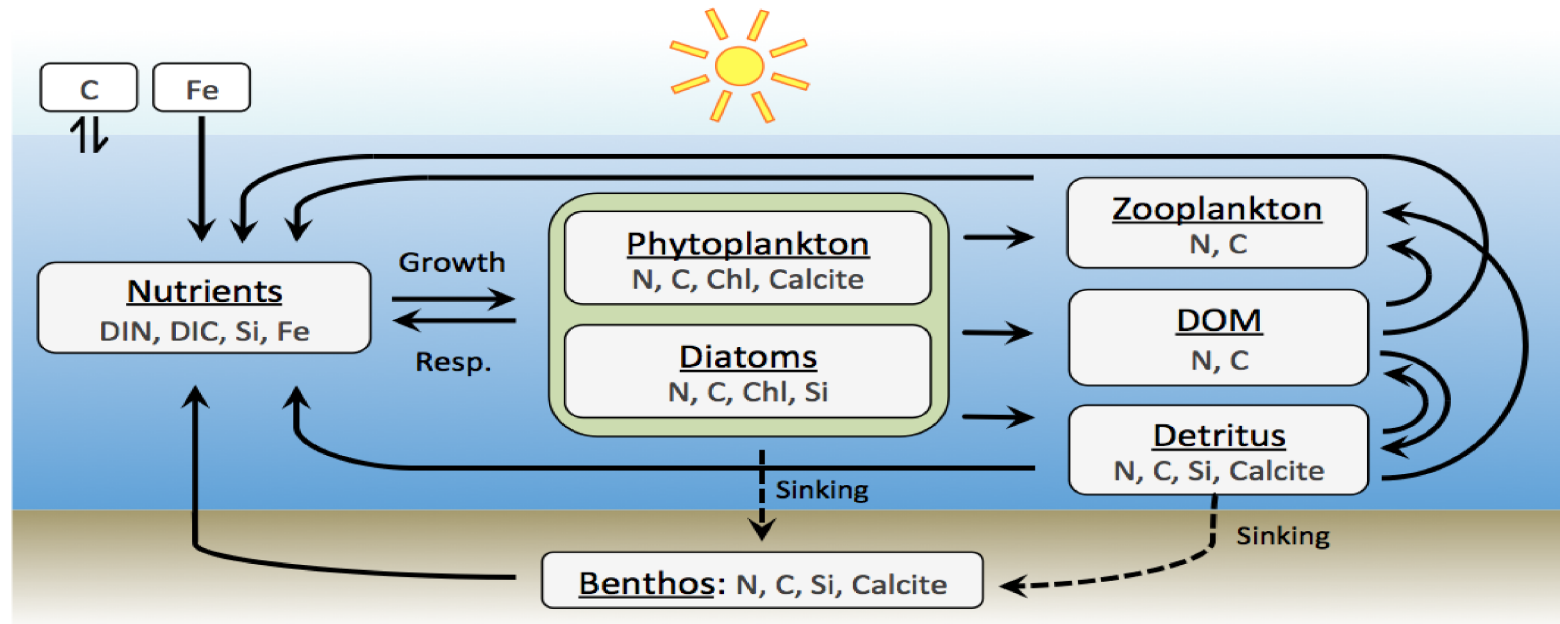 C
Fe
Growth
Resp.
Nutrients
DIN, DIC, Si, Fe
Phytoplankton
N, C, Chl, Calcite
Diatoms
N, C, Chl, Si
Zooplankton
N, C
DOM
N, C
Detritus
N, C, Si, Calcite
Sinking
Sinking
Benthos: N, C, Si, Calcite